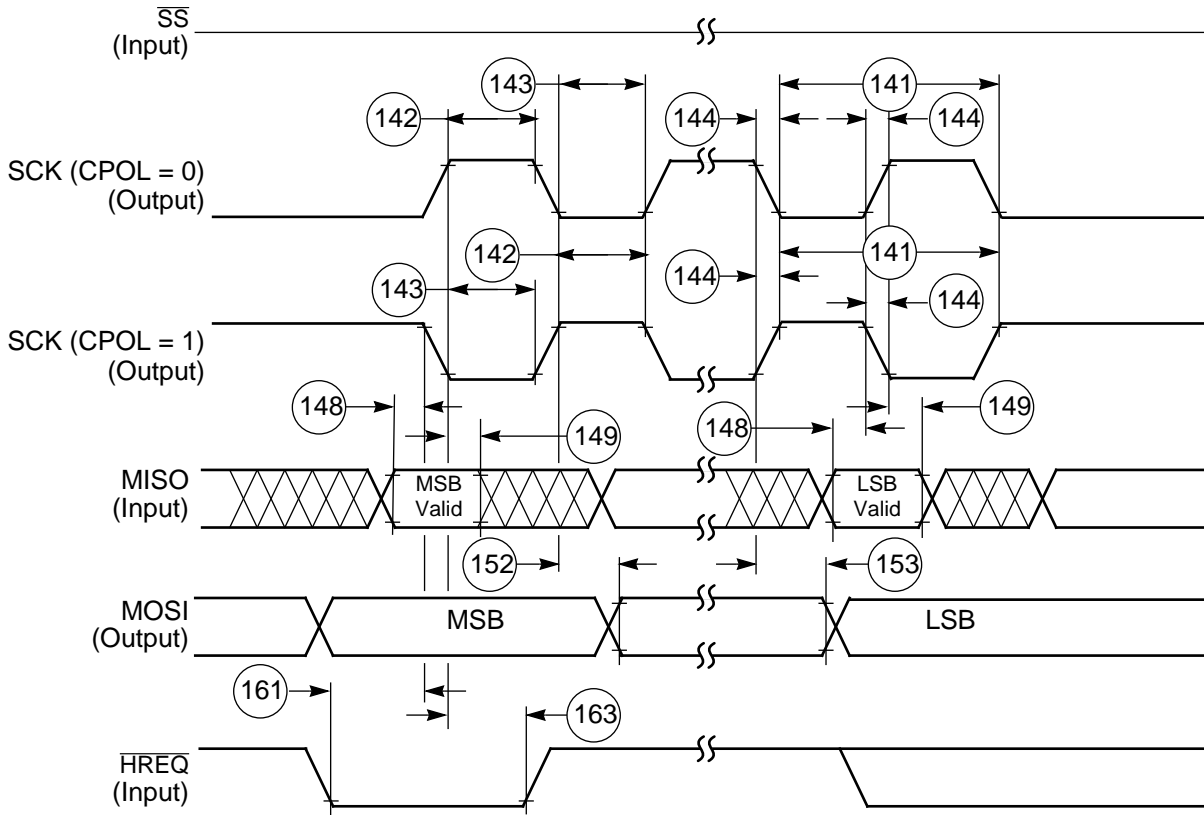 SS
(Input)
143
141
142
144
144
SCK (CPOL = 0)
(Output)
142
141
143
144
144
SCK (CPOL = 1)
(Output)
148
149
148
149
MISO
(Input)
MSB
Valid
LSB
Valid
152
153
MOSI
(Output)
MSB
LSB
161
163
HREQ
(Input)